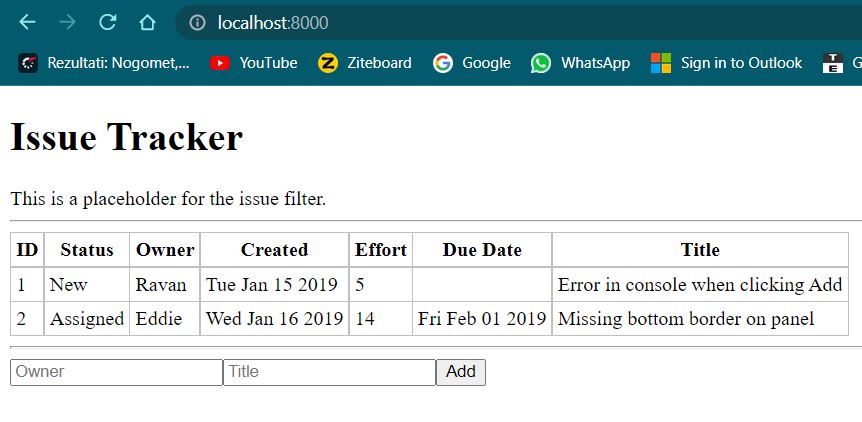 localhost:8000
Rezultati: Nogomet,... YouTube Ziteboard Google WhatsApp Sign in to Outlook TE G
Issue Tracker
This is a placeholder for the issue filter.
ID Status Owner Created Effort Due Date Title
1 New Ravan Tue Jan 15 2019 5 Error in console when clicking Add
2 Assigned Eddie Wed Jan 16 2019 14 Fri Feb 01 2019 Missing bottom border on panel
Owner Title Add